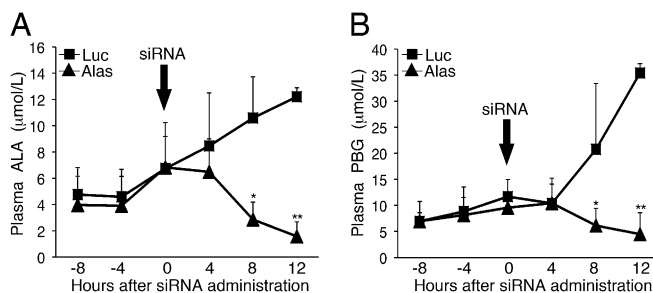 A
Luc
Alas
siRNA
Plasma ALA (μmol/L)
16
14
12
10
8
6
4
2
0
*
**
-8 -4 0 4 8 12
Hours after siRNA administration
B
Luc
Alas
siRNA
Plasma PBG (μmol/L)
40
35
30
25
20
15
10
5
0
*
**
-8 -4 0 4 8 12
Hours after siRNA administration